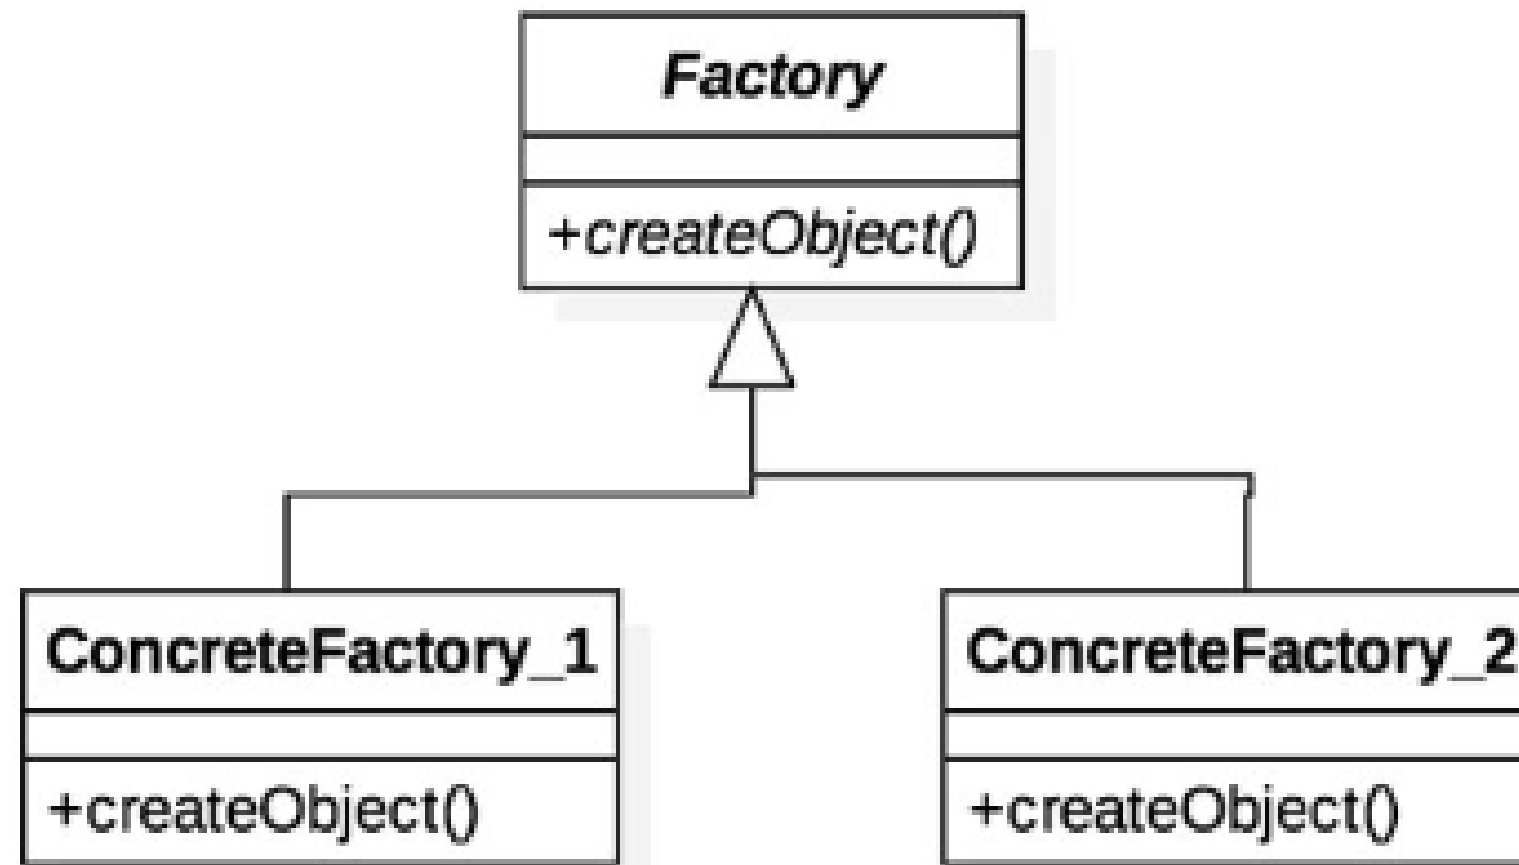 Factory
+createObject()
ConcreteFactory_1
+createObject()
ConcreteFactory_2
+createObject()